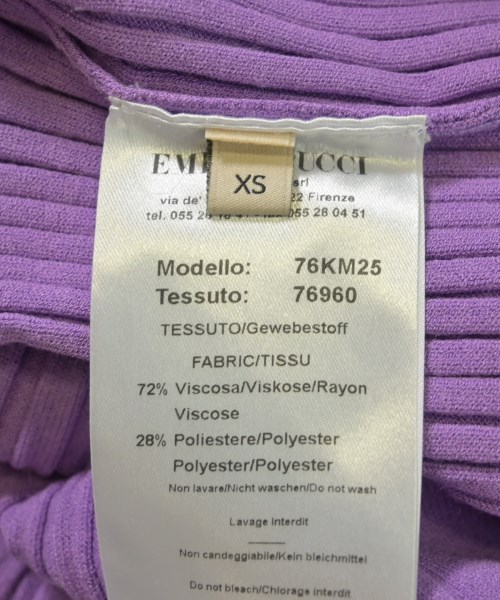 XS
Modello: 76KM25
Tessuto: 76960
TESSUTO/Gewebestoff
FABRIC/TISSU
72% Viscosa/Viskose/Rayon
Viscose
28% Poliestere/Polyester
Polyester/Polyester
Non lavare/Nicht waschen/Do not wash
Lavage interdit
Non candeggiabile/Kein bleichmittel
Do not bleach/Chlorage interdit
via de' 22 Firenze
tel. 055 055 28 04 51